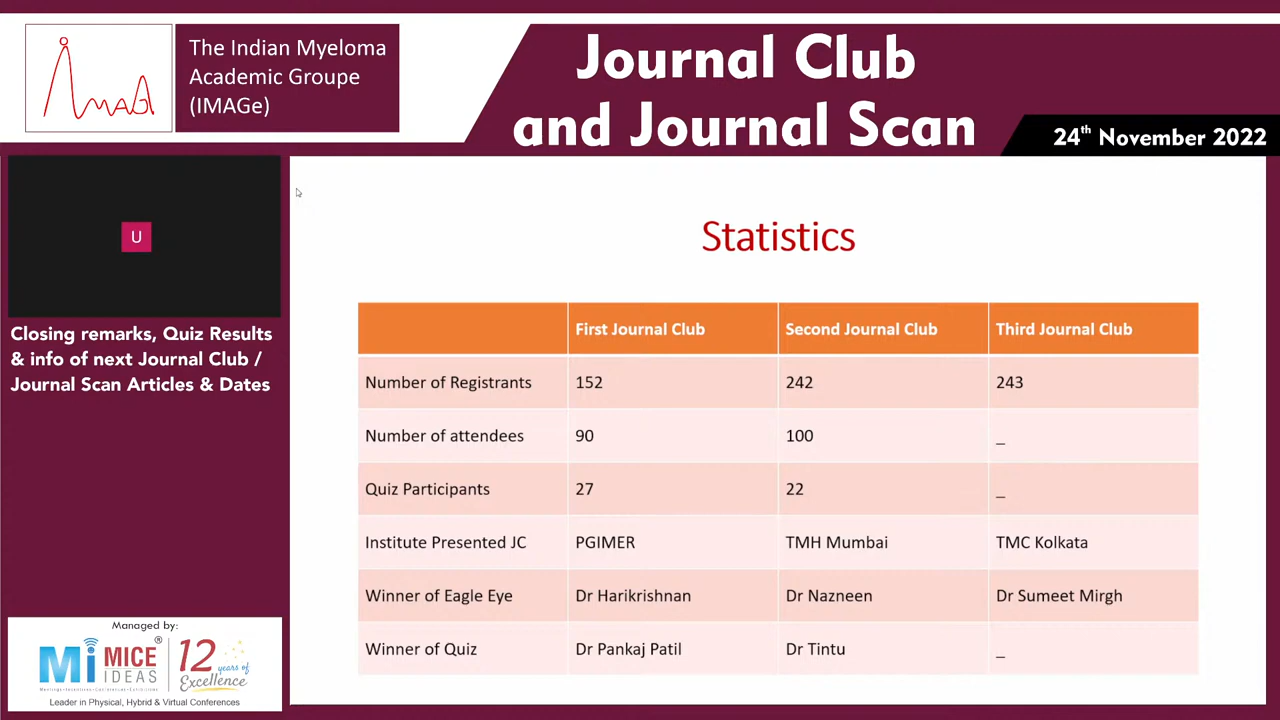 ımAGe
The Indian Myeloma
Academic Groupe
(IMAGe)
Journal Club
and Journal Scan
24th November 2022
U
Closing remarks, Quiz Results
& info of next Journal Club /
Journal Scan Articles & Dates
Statistics
First Journal Club Second Journal Club Third Journal Club
Number of Registrants 152 242 243
Number of attendees 90 100 _
Quiz Participants 27 22 _
Institute Presented JC PGIMER TMH Mumbai TMC Kolkata
Winner of Eagle Eye Dr Harikrishnan Dr Nazneen Dr Sumeet Mirgh
Winner of Quiz Dr Pankaj Patil Dr Tintu _
Managed by:
Mi MICE IDEAS ®
12 years of Excellence
Leader in Physical, Hybrid & Virtual Conferences